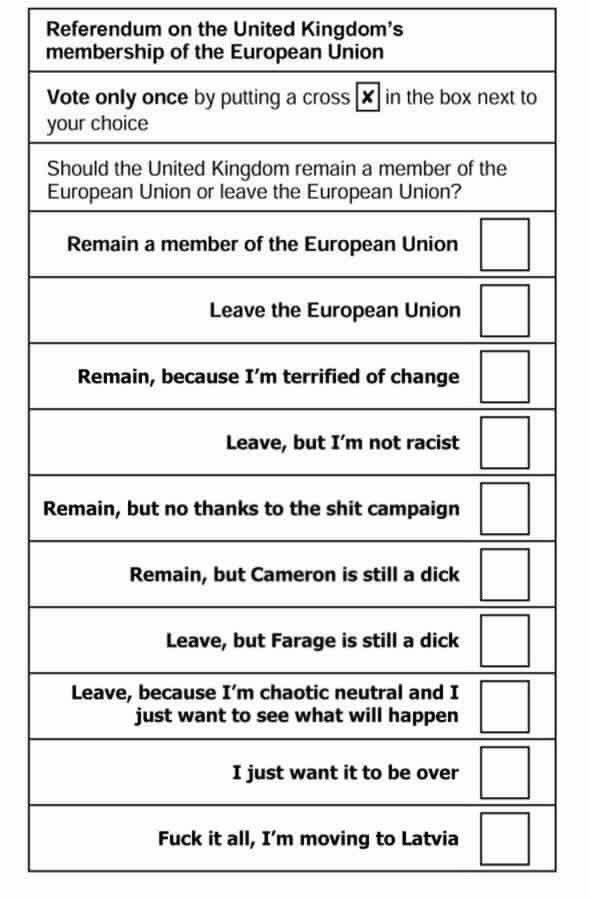 Referendum on the United Kingdom's
membership of the European Union
Vote only once by putting a cross ✘ in the box next to
your choice
Should the United Kingdom remain a member of the
European Union or leave the European Union?
Remain a member of the European Union
Leave the European Union
Remain, because I'm terrified of change
Leave, but I'm not racist
Remain, but no thanks to the shit campaign
Remain, but Cameron is still a dick
Leave, but Farage is still a dick
Leave, because I'm chaotic neutral and I
just want to see what will happen
I just want it to be over
Fuck it all, I'm moving to Latvia